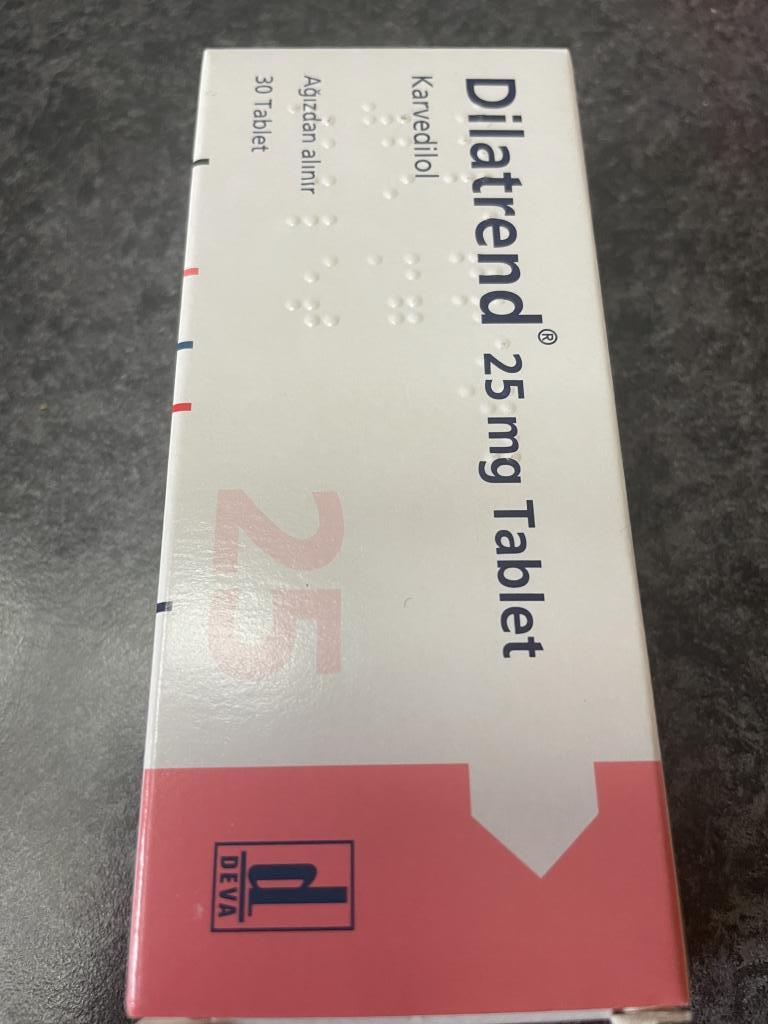 Dilatrend® 25 mg Tablet
Karvedilol
Ağızdan alınır
30 Tablet
25
d
DEVA